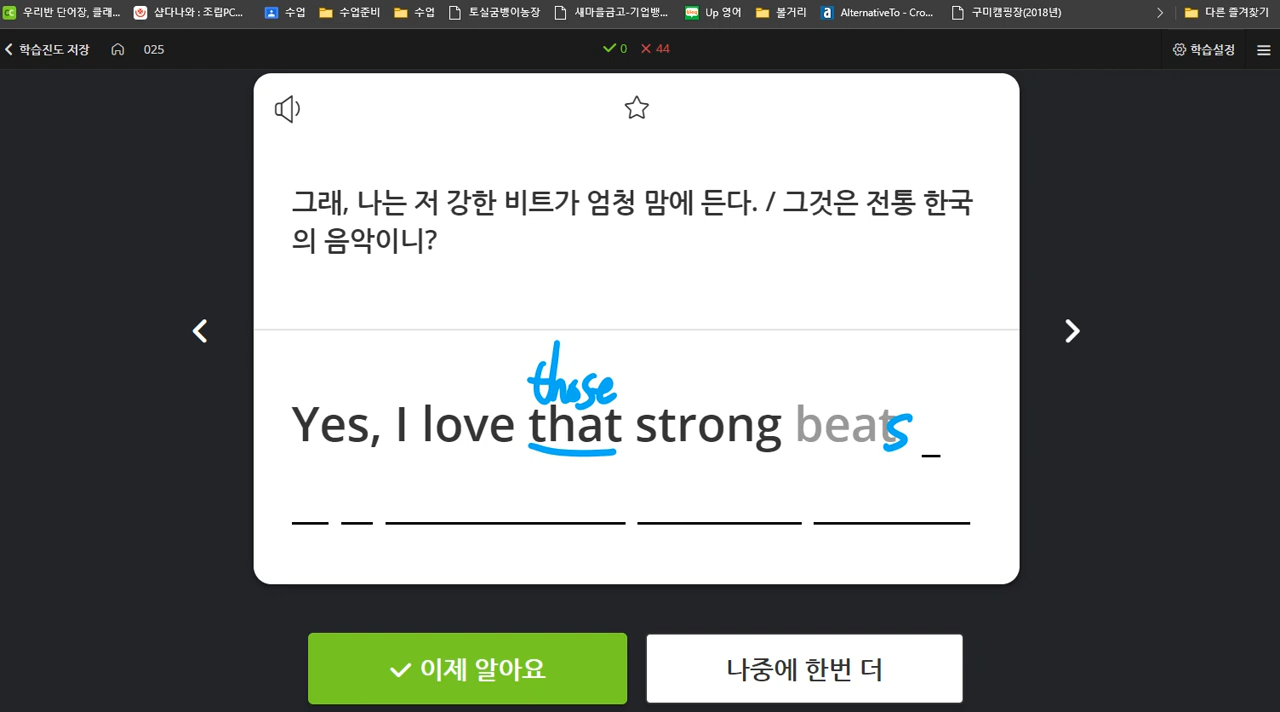 우리반 단어장, 클래... 샵다나와 : 조립PC... 수업 수업준비 수업 토실굼벵이농장 새마을금고-기업뱅... Up 영어 볼거리 AlternativeTo - Cro... 구미캠핑장(2018년) 다른 즐겨찾기
학습진도 저장 025 0 44 학습설정
그래, 나는 저 강한 비트가 엄청 맘에 든다. / 그것은 전통 한국
의 음악이니?
those
Yes, I love that strong beats _
이제 알아요 나중에 한번 더